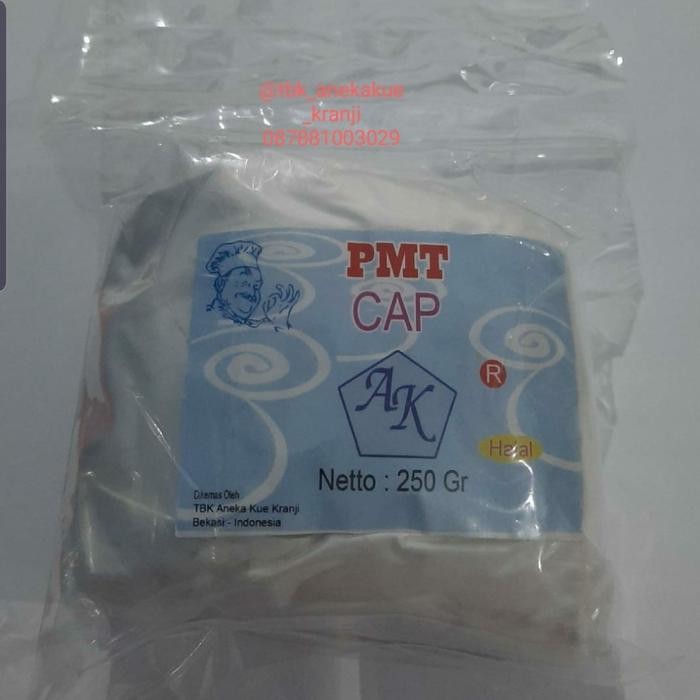 @tbk_anekakue
_kranji
087881003029
PMT
CAP
AK
R
Halal
Netto : 250 Gr
Dikemas Oleh
TBK Aneka Kue Kranji
Bekasi - Indonesia